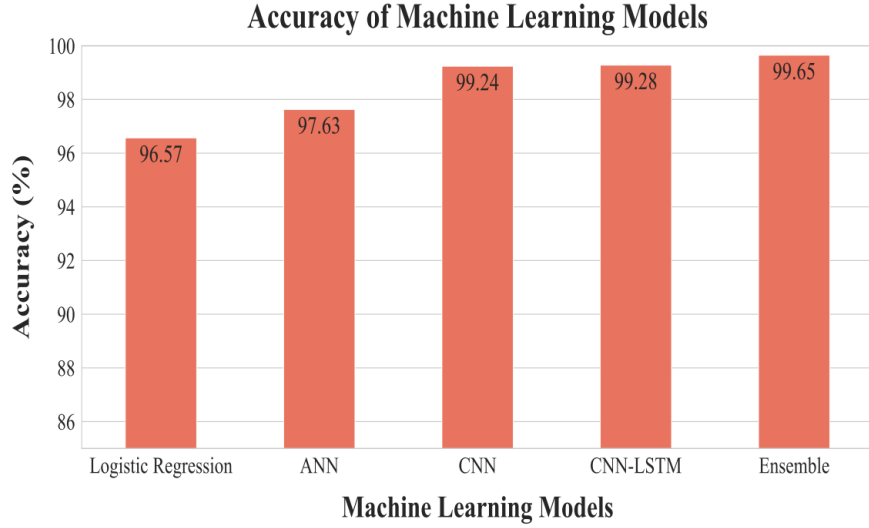 Accuracy of Machine Learning Models
Accuracy (%)
100
98
96
94
92
90
88
86
96.57
97.63
99.24
99.28
99.65
Logistic Regression
ANN
CNN
CNN-LSTM
Ensemble
Machine Learning Models